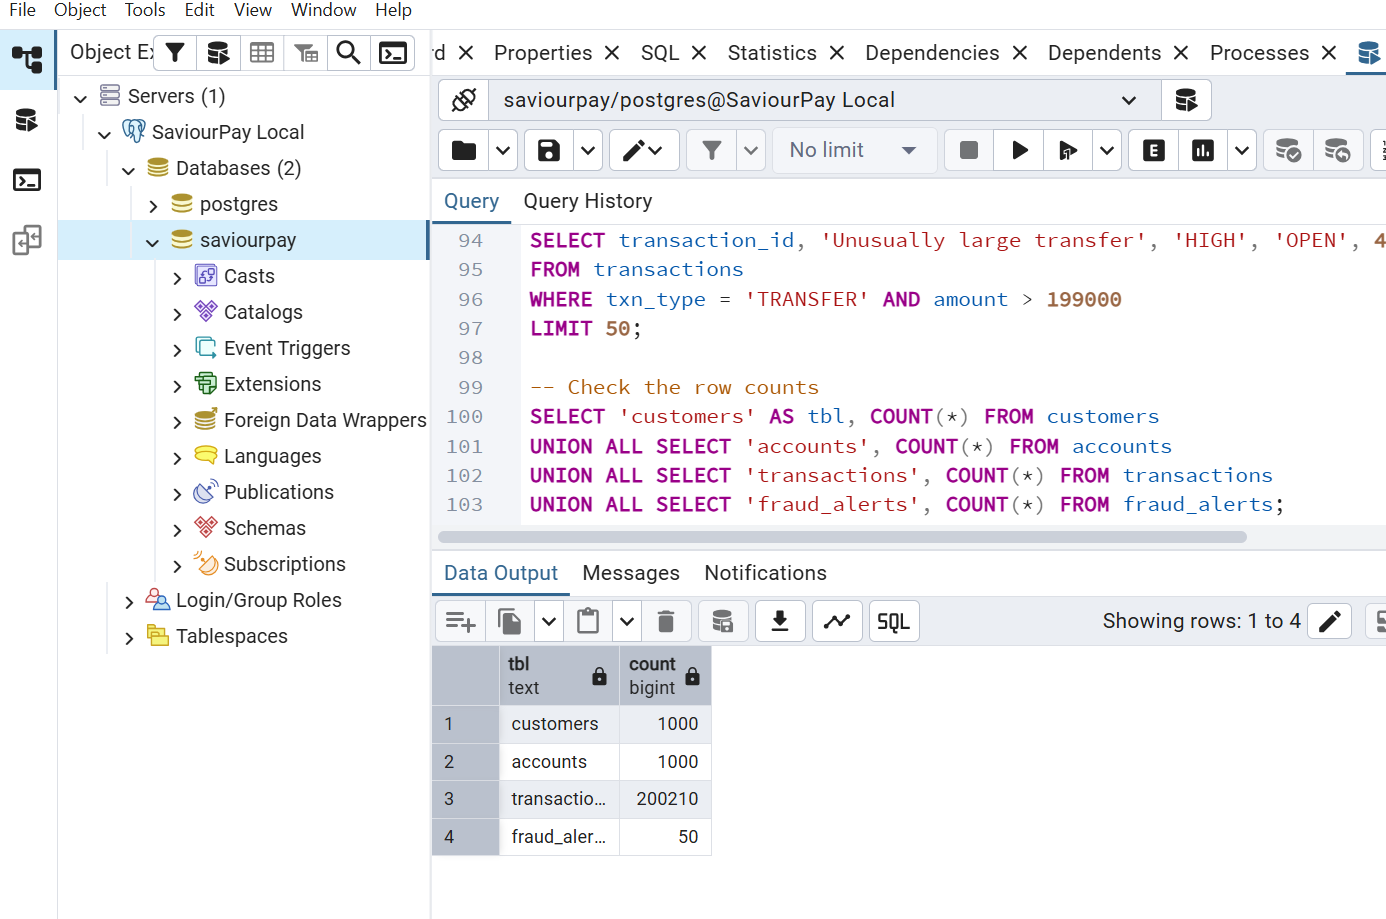 File Object Tools Edit View Window Help
Object Ex
Servers (1)
SaviourPay Local
Databases (2)
postgres
saviourpay
Casts
Catalogs
Event Triggers
Extensions
Foreign Data Wrappers
Languages
Publications
Schemas
Subscriptions
Login/Group Roles
Tablespaces
rd Properties SQL Statistics Dependencies Dependents Processes
saviourpay/postgres@SaviourPay Local
No limit E
Query Query History
94 SELECT transaction_id, 'Unusually large transfer', 'HIGH', 'OPEN', 4
95 FROM transactions
96 WHERE txn_type = 'TRANSFER' AND amount > 199000
97 LIMIT 50;
98
99 -- Check the row counts
100 SELECT 'customers' AS tbl, COUNT(*) FROM customers
101 UNION ALL SELECT 'accounts', COUNT(*) FROM accounts
102 UNION ALL SELECT 'transactions', COUNT(*) FROM transactions
103 UNION ALL SELECT 'fraud_alerts', COUNT(*) FROM fraud_alerts;
Data Output Messages Notifications
SQL Showing rows: 1 to 4
tbl count
text bigint
1 customers 1000
2 accounts 1000
3 transactio... 200210
4 fraud_aler... 50